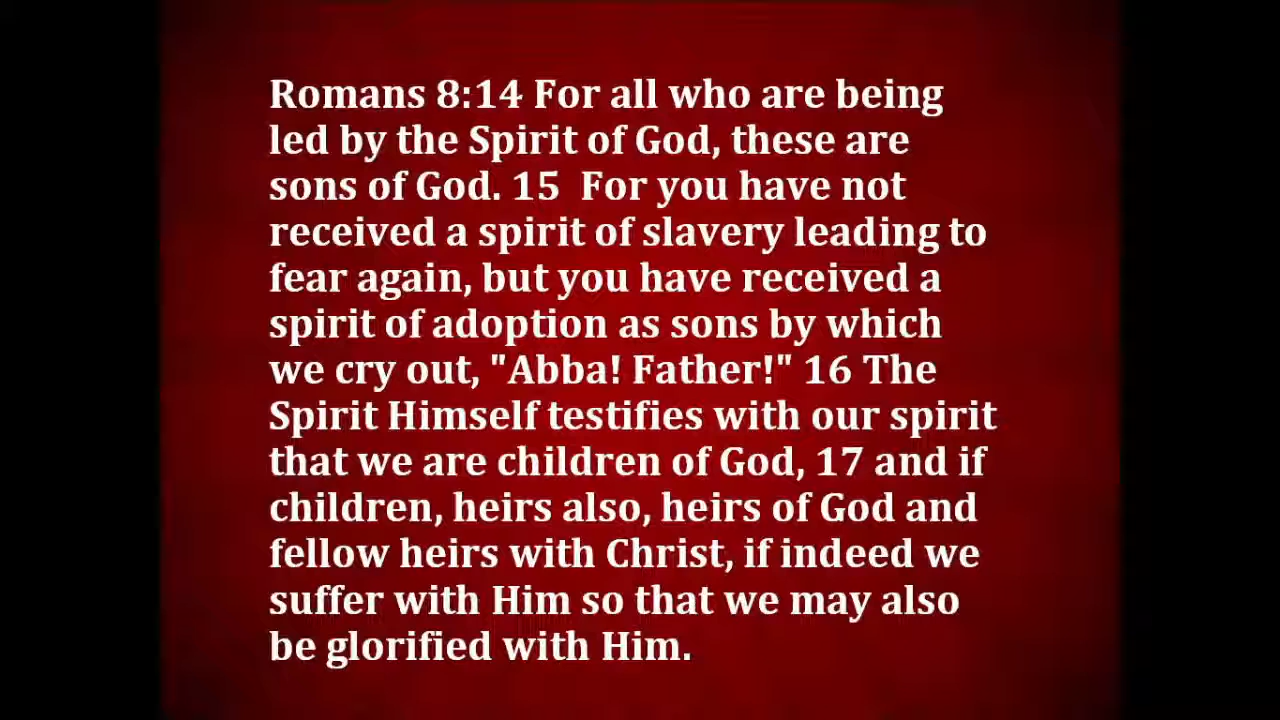 Romans 8:14 For all who are being
led by the Spirit of God, these are
sons of God. 15  For you have not
received a spirit of slavery leading to
fear again, but you have received a
spirit of adoption as sons by which
we cry out, "Abba! Father!" 16 The
Spirit Himself testifies with our spirit
that we are children of God, 17 and if
children, heirs also, heirs of God and
fellow heirs with Christ, if indeed we
suffer with Him so that we may also
be glorified with Him.